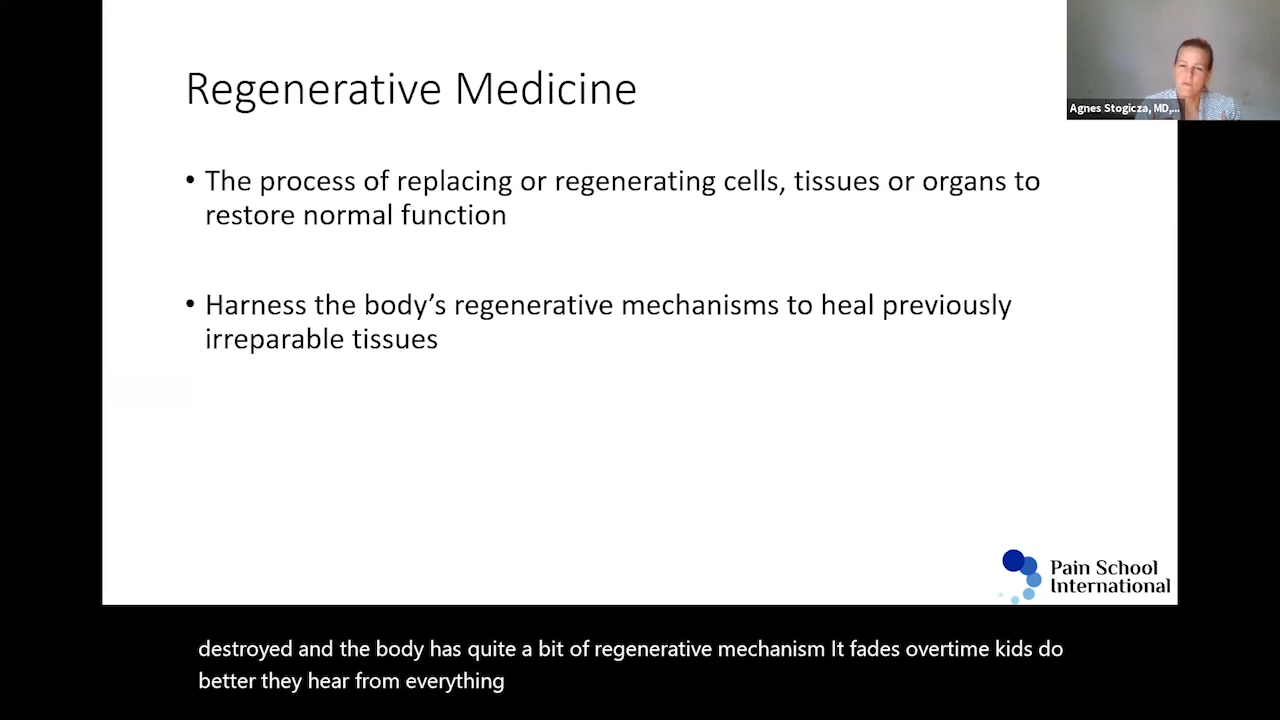 Regenerative Medicine
Agnes Stogicza, MD,...
• The process of replacing or regenerating cells, tissues or organs to
restore normal function
• Harness the body’s regenerative mechanisms to heal previously
irreparable tissues
Pain School
International
destroyed and the body has quite a bit of regenerative mechanism It fades overtime kids do
better they hear from everything